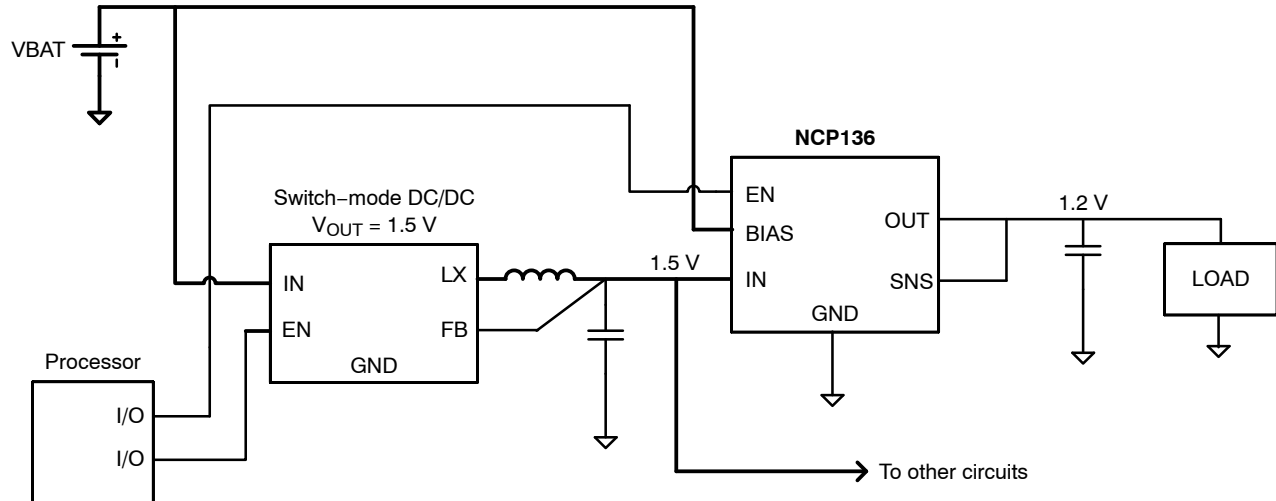 VBAT
+
NCP136
Switch−mode DC/DC
VOUT = 1.5 V
EN
BIAS
IN
GND
OUT
SNS
1.2 V
LOAD
1.5 V
IN
EN
LX
FB
GND
Processor
I/O
I/O
To other circuits